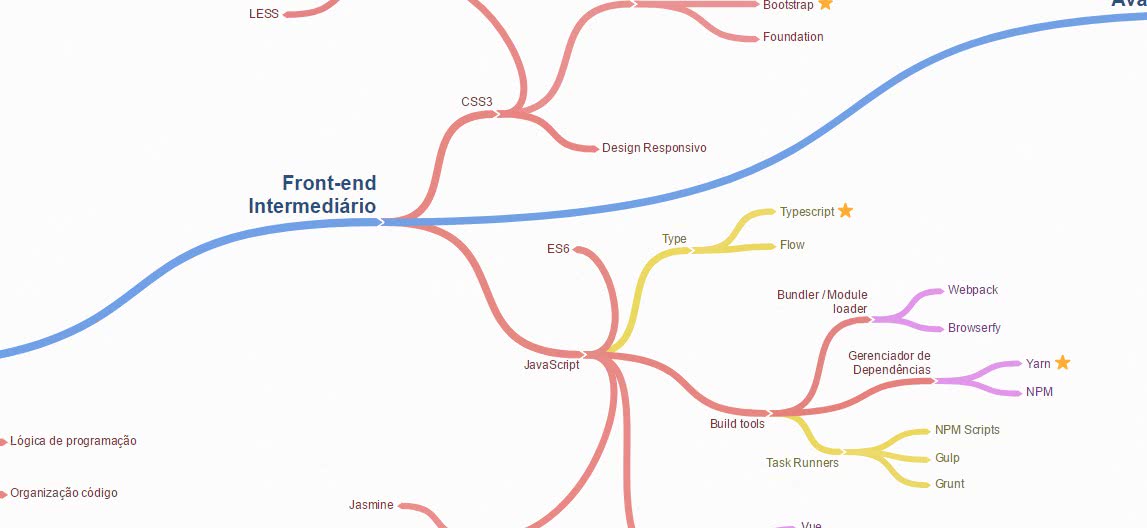 Ava
LESS
Bootstrap
Foundation
CSS3
Design Responsivo
Front-end
Intermediário
Typescript
Type
Flow
ES6
Bundler / Module
loader
Webpack
Browserfy
JavaScript
Gerenciador de
Dependências
Yarn
NPM
Build tools
Task Runners
NPM Scripts
Gulp
Grunt
Lógica de programação
Organização código
Jasmine
Vue